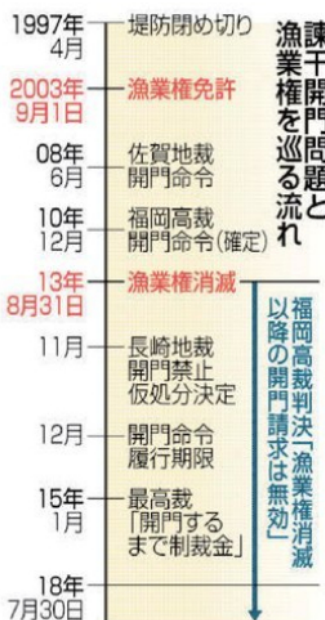 諫干開門問題と
漁業権を巡る流れ
1997年
4月
堤防閉め切り
2003年
9月1日
漁業権免許
08年
6月
佐賀地裁
開門命令
10年
12月
福岡高裁
開門命令(確定)
13年
8月31日
漁業権消滅
11月
長崎地裁
開門禁止
仮処分決定
12月
開門命令
履行期限
15年
1月
最高裁
「開門する
まで制裁金」
18年
7月30日
福岡高裁判決「漁業権消滅
以降の開門請求は無効」